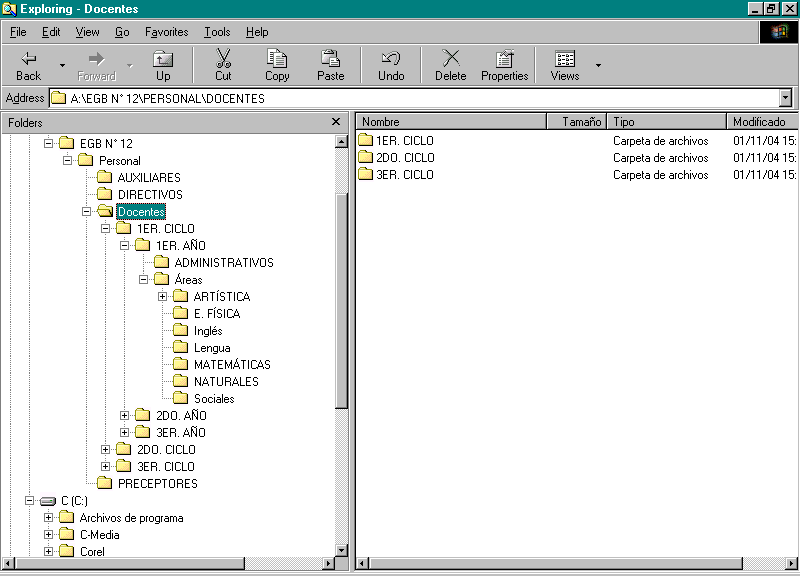 Exploring - Docentes
File Edit View Go Favorites Tools Help
Back Forward Up Cut Copy Paste Undo Delete Properties Views
Address A:\EGB N° 12\PERSONAL\DOCENTES
Folders
EGB N° 12
Personal
AUXILIARES
DIRECTIVOS
Docentes
1ER. CICLO
1ER. AÑO
ADMINISTRATIVOS
Áreas
ARTÍSTICA
E. FÍSICA
Inglés
Lengua
MATEMÁTICAS
NATURALES
Sociales
2DO. AÑO
3ER. AÑO
2DO. CICLO
3ER. CICLO
PRECEPTORES
C (C:)
Archivos de programa
C-Media
Corel
Nombre Tamaño Tipo Modificado
1ER. CICLO Carpeta de archivos 01/11/04 15:
2DO. CICLO Carpeta de archivos 01/11/04 15:
3ER. CICLO Carpeta de archivos 01/11/04 15: